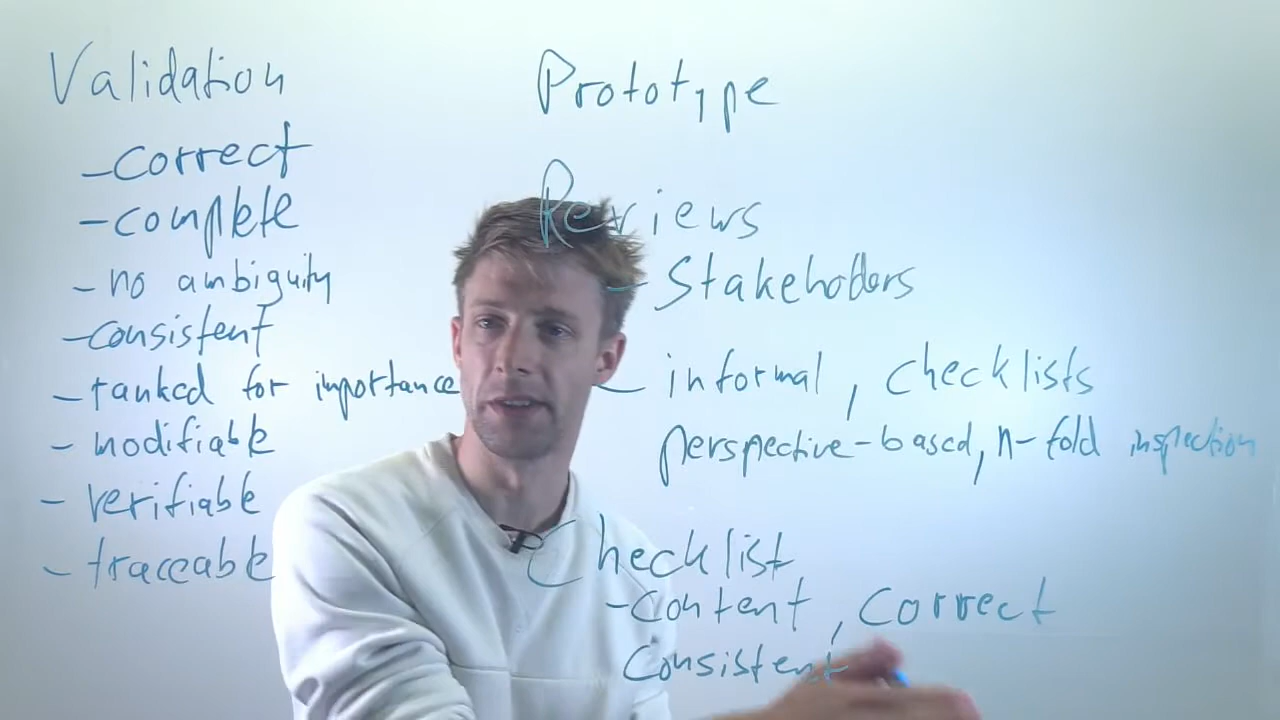 Validation
- correct
- complete
- no ambiguity
- consistent
- ranked for importance
- modifiable
- verifiable
- traceable
Prototype
Reviews
- Stakeholders
- informal, checklists
perspective-based, n-fold inspection
Checklist
- Content, correct
Consistent